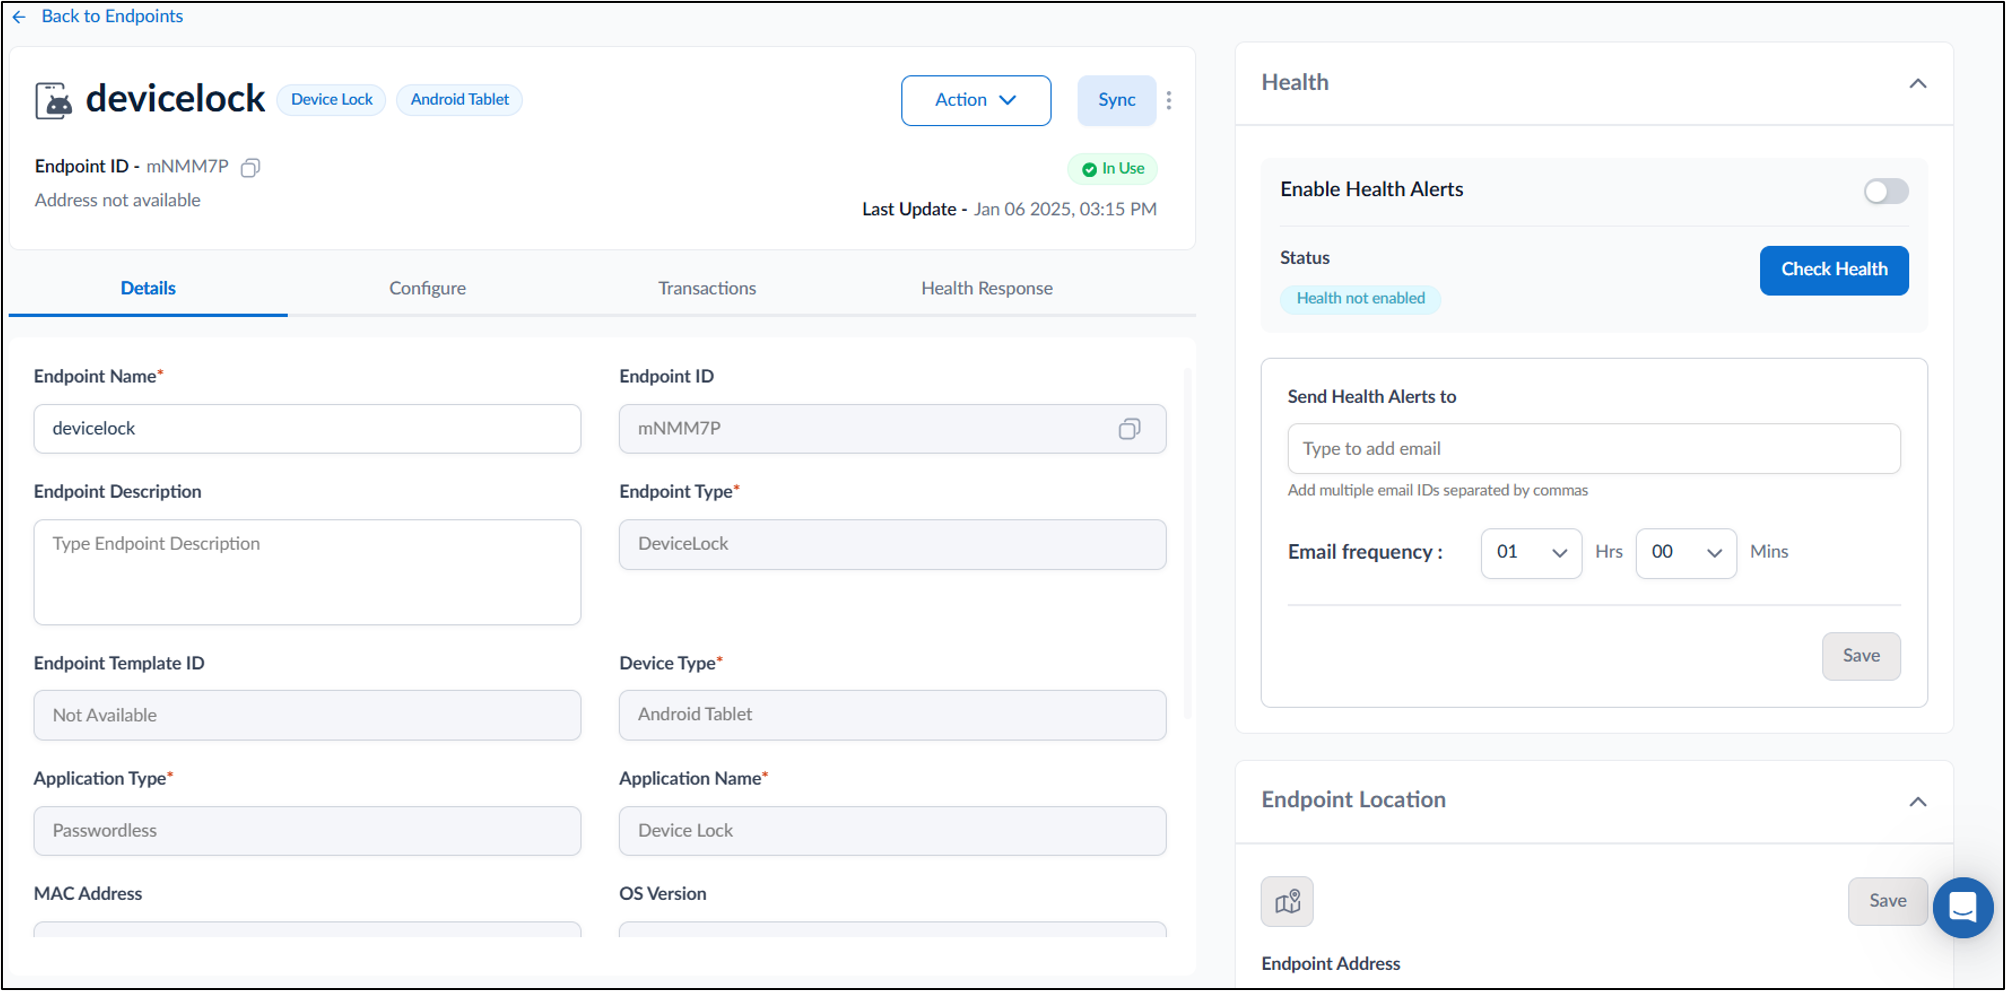 Back to Endpoints
devicelock Device Lock Android Tablet
Action Sync
Endpoint ID - mNMM7P
In Use
Address not available
Last Update - Jan 06 2025, 03:15 PM
Details Configure Transactions Health Response
Endpoint Name* Endpoint ID
devicelock mNMM7P
Endpoint Description Endpoint Type*
Type Endpoint Description DeviceLock
Endpoint Template ID Device Type*
Not Available Android Tablet
Application Type* Application Name*
Passwordless Device Lock
MAC Address OS Version
Health
Enable Health Alerts
Status
Check Health
Health not enabled
Send Health Alerts to
Type to add email
Add multiple email IDs separated by commas
Email frequency : 01 Hrs 00 Mins
Save
Endpoint Location
Save
Endpoint Address